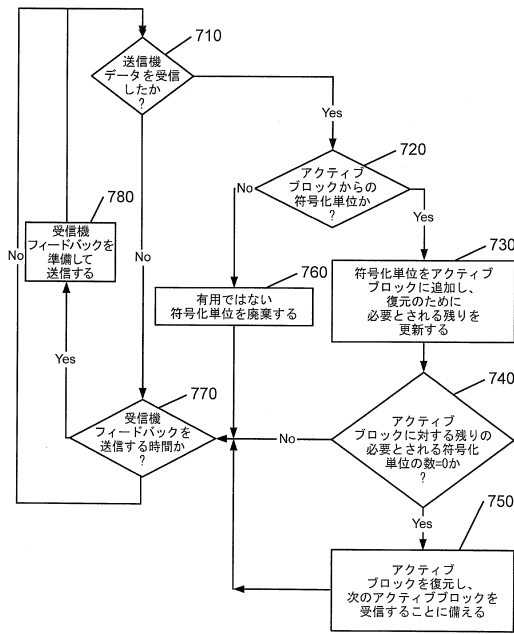 710
送信機
データを受信
したか
?
Yes
720
アクティブ
ブロックからの
符号化単位か
?
No
Yes
780
受信機
フィードバックを
準備して
送信する
No
No
730
符号化単位をアクティブ
ブロックに追加し、
復元のために
必要とされる残りを
更新する
760
有用ではない
符号化単位を廃棄する
Yes
770
受信機
フィードバックを
送信する時間か
?
740
アクティブ
ブロックに対する残りの
必要とされる符号化
単位の数=0か
?
No
Yes
750
アクティブ
ブロックを復元し、
次のアクティブブロックを
受信することに備える